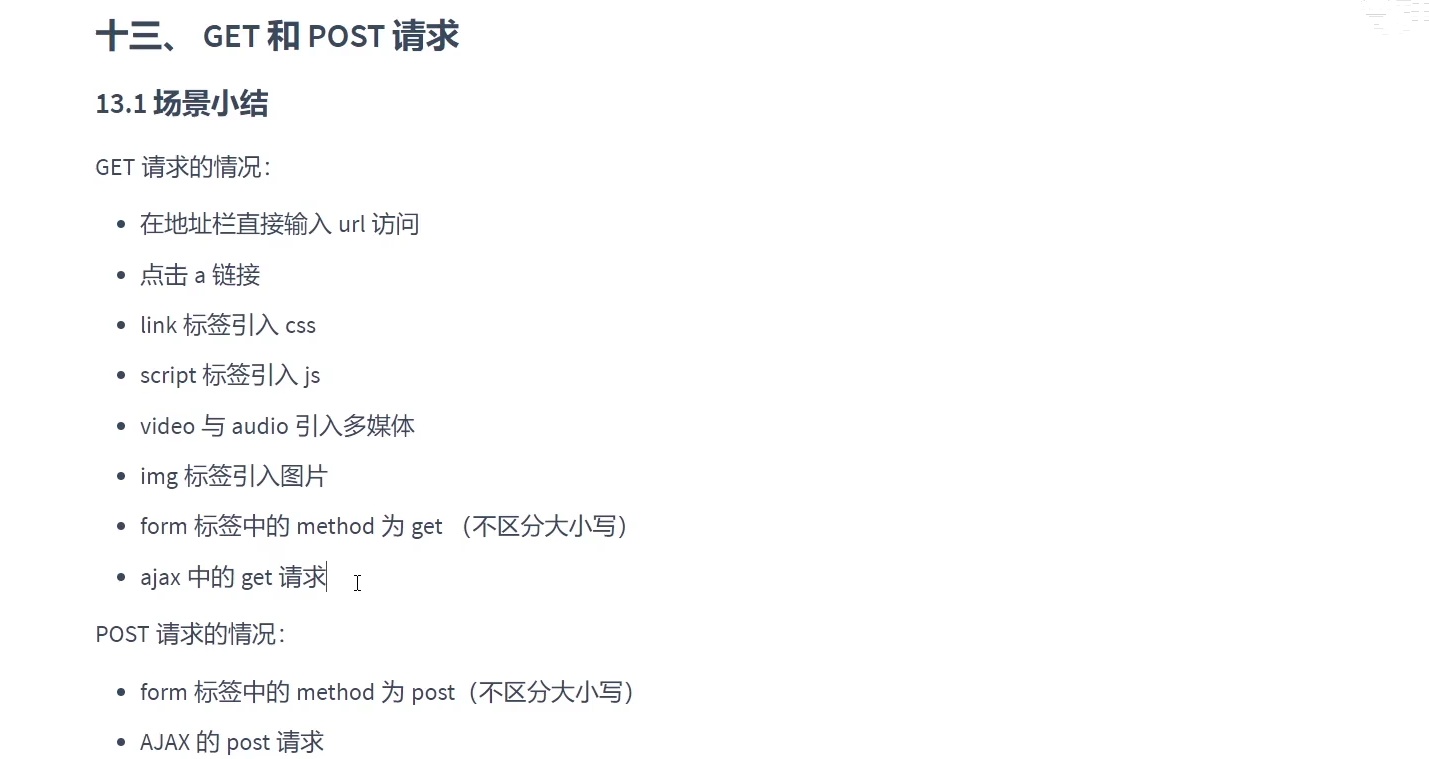 十三、 GET 和 POST 请求
13.1 场景小结
GET 请求的情况：
在地址栏直接输入 url 访问
点击 a 链接
link 标签引入 css
script 标签引入 js
video 与 audio 引入多媒体
img 标签引入图片
form 标签中的 method 为 get （不区分大小写）
ajax 中的 get 请求
POST 请求的情况：
form 标签中的 method 为 post（不区分大小写）
AJAX 的 post 请求